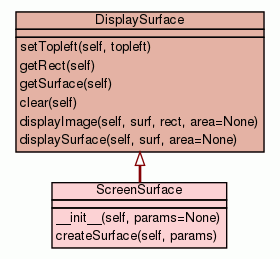 DisplaySurface
setTopleft(self, topleft)
getRect(self)
getSurface(self)
clear(self)
displayImage(self, surf, rect, area=None)
displaySurface(self, surf, area=None)
ScreenSurface
__init__(self, params=None)
createSurface(self, params)